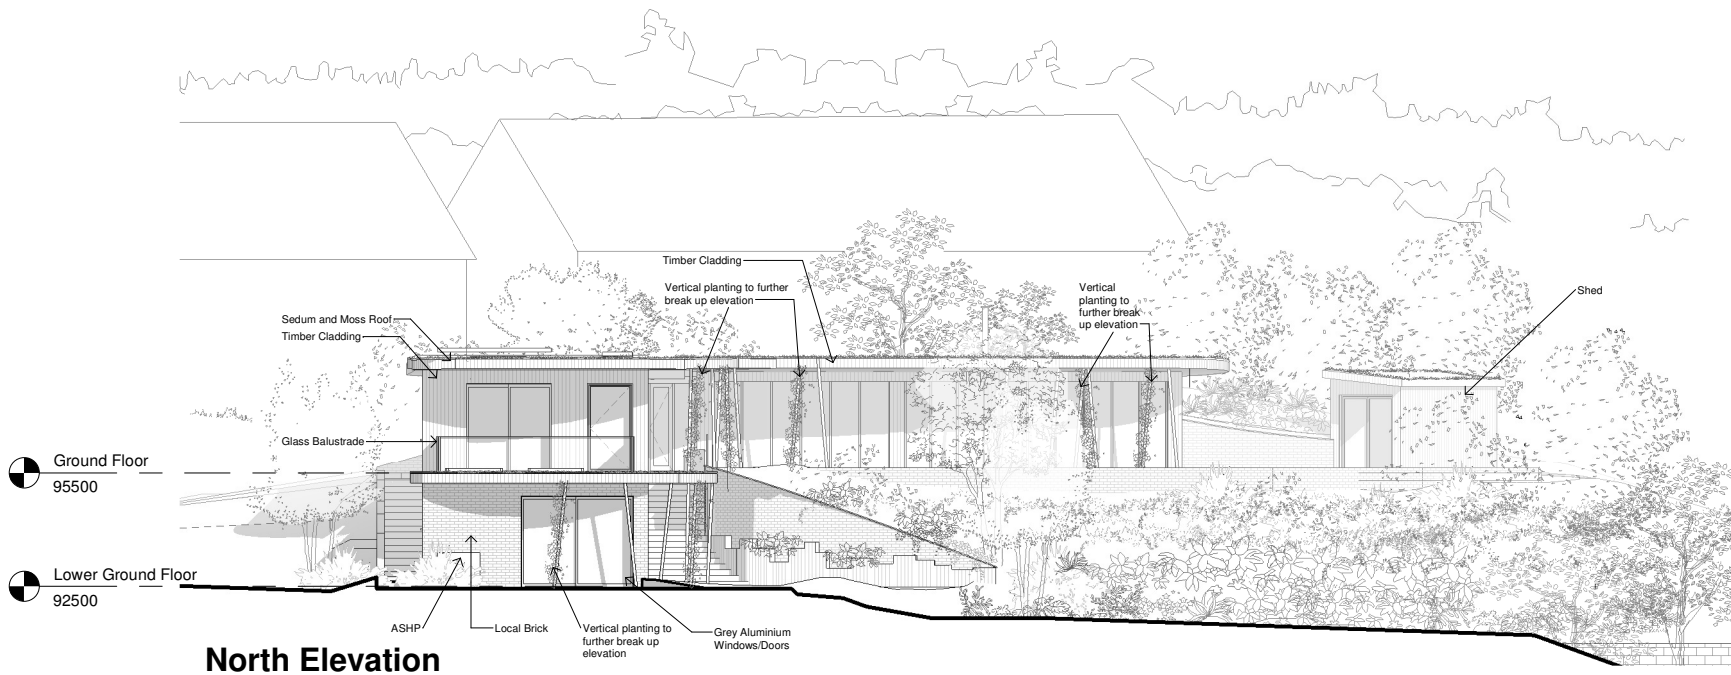 Timber Cladding
Vertical planting to further
break up elevation
Vertical
planting to
further break
up elevation
Shed
Sedum and Moss Roof
Timber Cladding
Glass Balustrade
Ground Floor
95500
Lower Ground Floor
92500
ASHP
Local Brick
Vertical planting to
further break up
elevation
Grey Aluminium
Windows/Doors
North Elevation